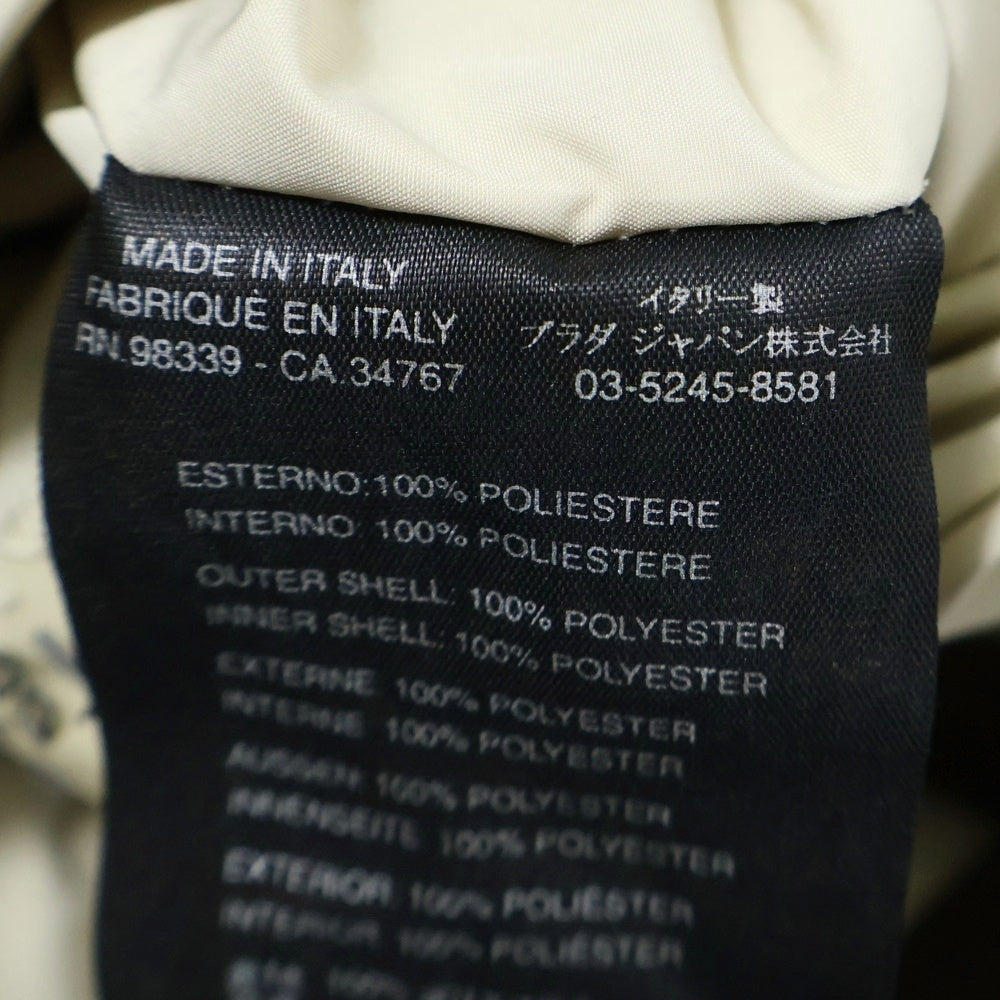 MADE IN ITALY
FABRIQUÉ EN ITALY
RN.98339 - CA.34767
イタリー製
プラダ ジャパン株式会社
03-5245-8581
ESTERNO:100% POLIESTERE
INTERNO: 100% POLIESTERE
OUTER SHELL: 100% POLYESTER
INNER SHELL: 100% POLYESTER
EXTERNE 100% POLYESTER
INTERNE 100% POLYESTER
100% POLYESTER
INNENSEITE 100% POLYESTER
EXTERIOR 100% POLIÉSTER
INTERIOR 100% POLIÉSTER
100%